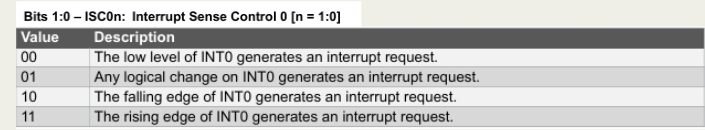 Bits 1:0 – ISC0n: Interrupt Sense Control 0 [n = 1:0]
Value Description
00 The low level of INT0 generates an interrupt request.
01 Any logical change on INT0 generates an interrupt request.
10 The falling edge of INT0 generates an interrupt request.
11 The rising edge of INT0 generates an interrupt request.